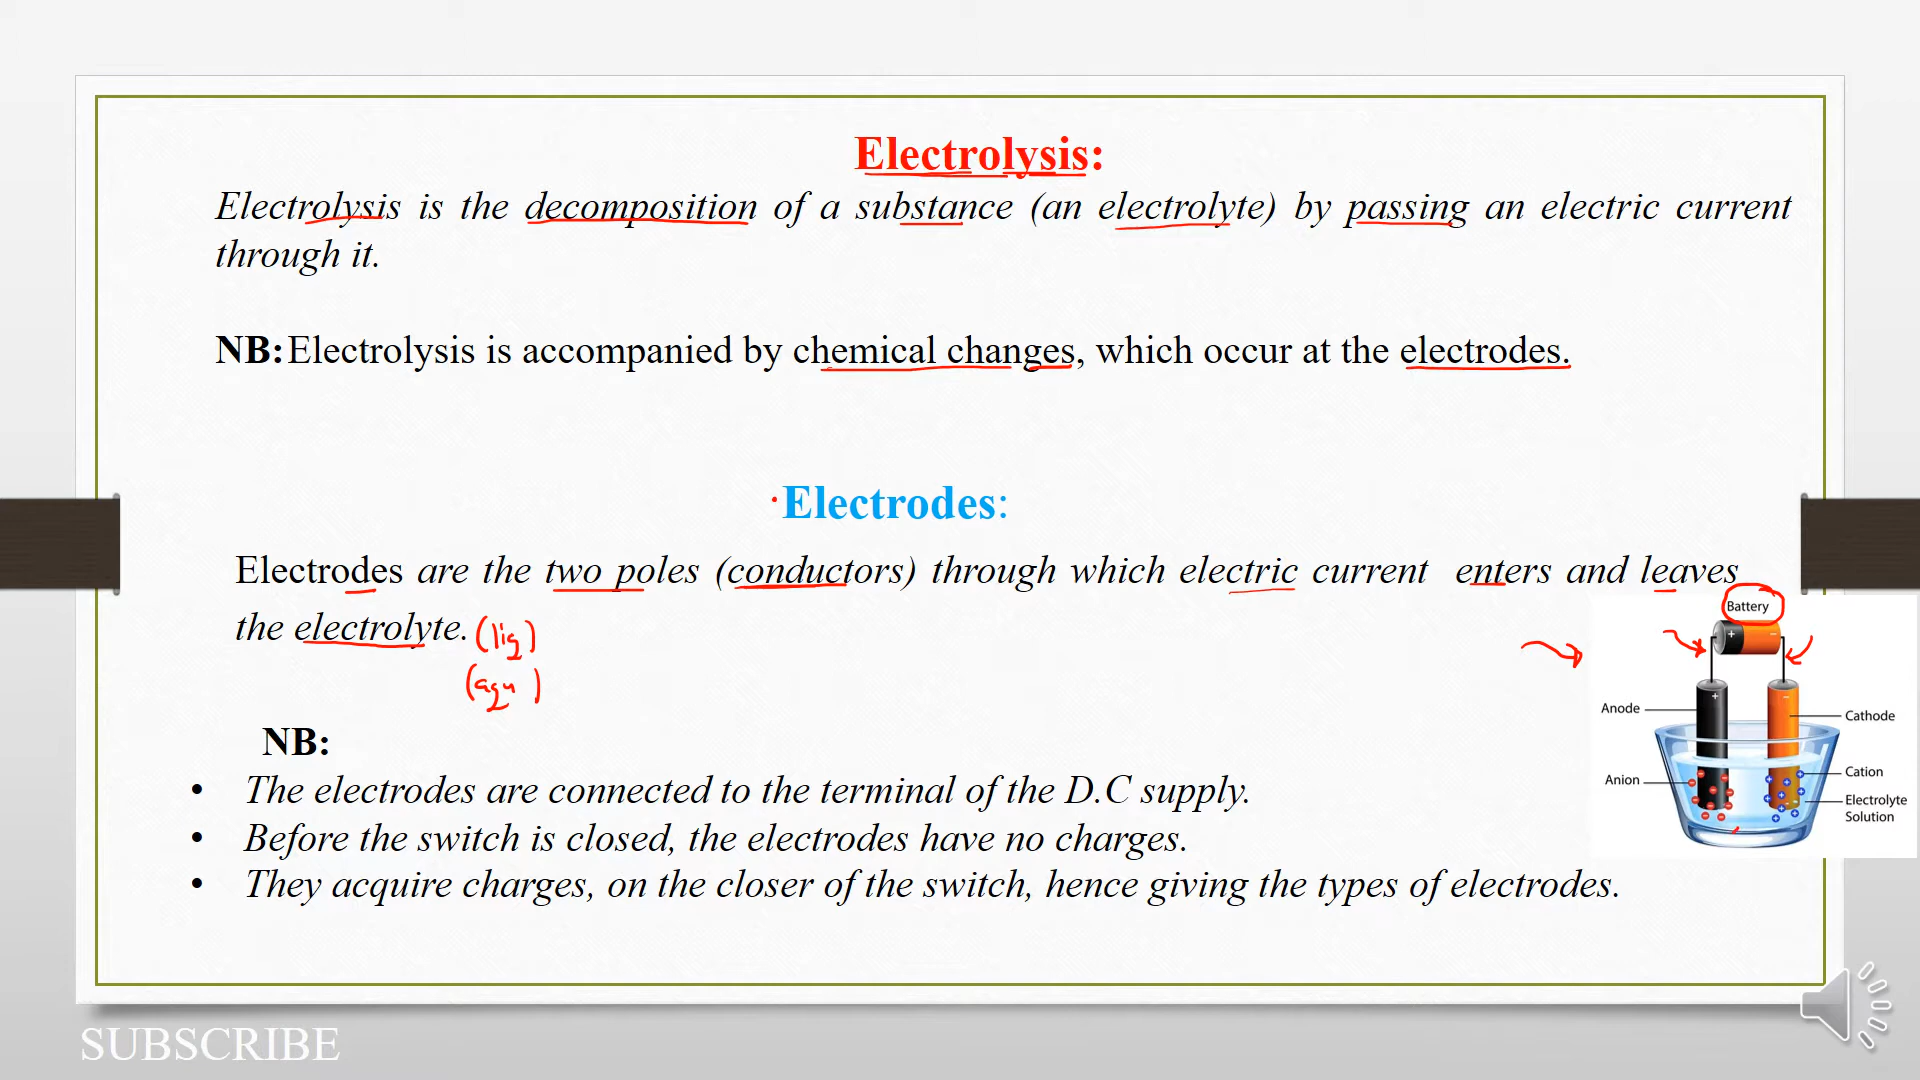 Electrolysis:
Electrolysis is the decomposition of a substance (an electrolyte) by passing an electric current
through it.
NB: Electrolysis is accompanied by chemical changes, which occur at the electrodes.
Electrodes:
Electrodes are the two poles (conductors) through which electric current enters and leaves
the electrolyte. (liq)
(aqu )
Battery
+ −
+ −
Anode
Cathode
Anion
Cation
Electrolyte
Solution
NB:
• The electrodes are connected to the terminal of the D.C supply.
• Before the switch is closed, the electrodes have no charges.
• They acquire charges, on the closer of the switch, hence giving the types of electrodes.
SUBSCRIBE